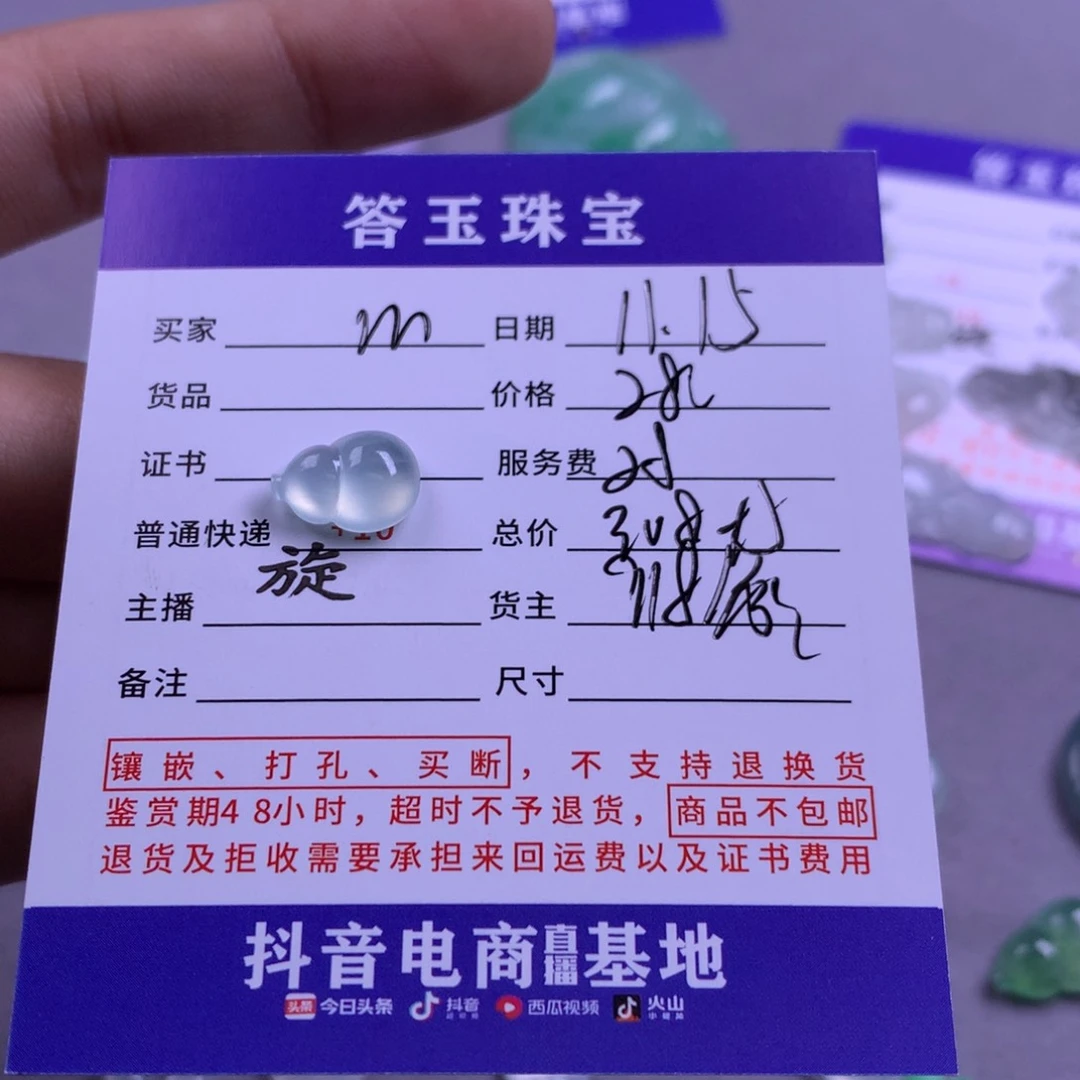 答玉珠宝
买家 m 日期 11.15
货品 价格
证书 服务费
普通快递 +10 总价
主播 旋 货主
备注 尺寸
镶嵌、打孔、买断，不支持退换货
鉴赏期48小时，超时不予退货，商品不包邮
退货及拒收需要承担来回运费以及证书费用
抖音电商直播基地
头条 今日头条 抖音 西瓜视频 火山